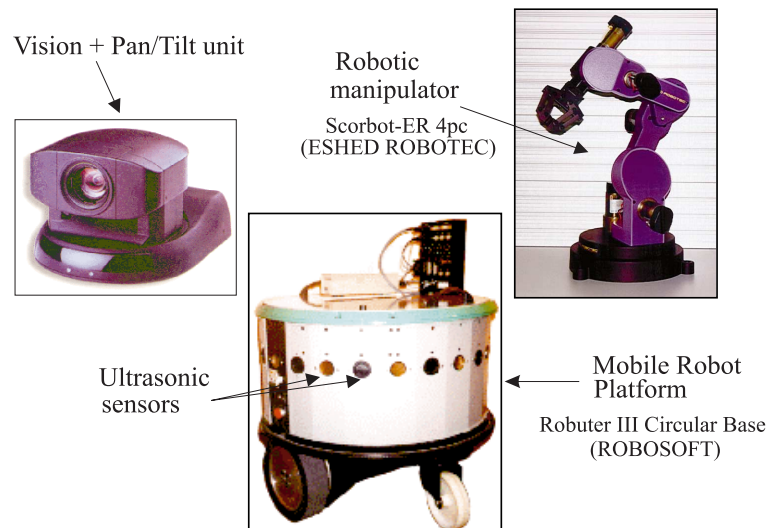 Vision + Pan/Tilt unit
Robotic
manipulator
Scorbot-ER 4pc
(ESHED ROBOTEC)
Ultrasonic
sensors
Mobile Robot
Platform
Robuter III Circular Base
(ROBOSOFT)